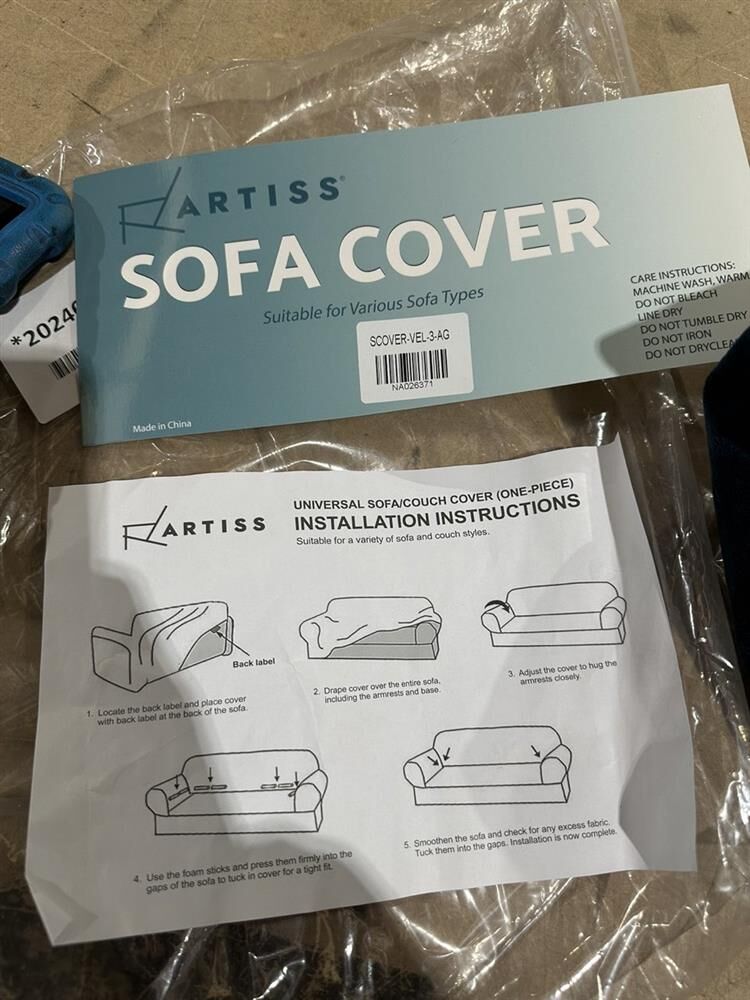 ARTISS®
SOFA COVER
Suitable for Various Sofa Types
SCOVER-VEL-3-AG
NA026371
Made in China
CARE INSTRUCTIONS:
MACHINE WASH, WARM
DO NOT BLEACH
LINE DRY
DO NOT TUMBLE DRY
DO NOT IRON
DO NOT DRYCLEA
ARTISS
UNIVERSAL SOFA/COUCH COVER (ONE-PIECE)
INSTALLATION INSTRUCTIONS
Suitable for a variety of sofa and couch styles.
Back label
1. Locate the back label and place cover
with back label at the back of the sofa.
2. Drape cover over the entire sofa,
including the armrests and base.
3. Adjust the cover to hug the
armrests closely.
4. Use the foam sticks and press them firmly into the
gaps of the sofa to tuck in cover for a tight fit.
5. Smoothen the sofa and check for any excess fabric.
Tuck them into the gaps. Installation is now complete.